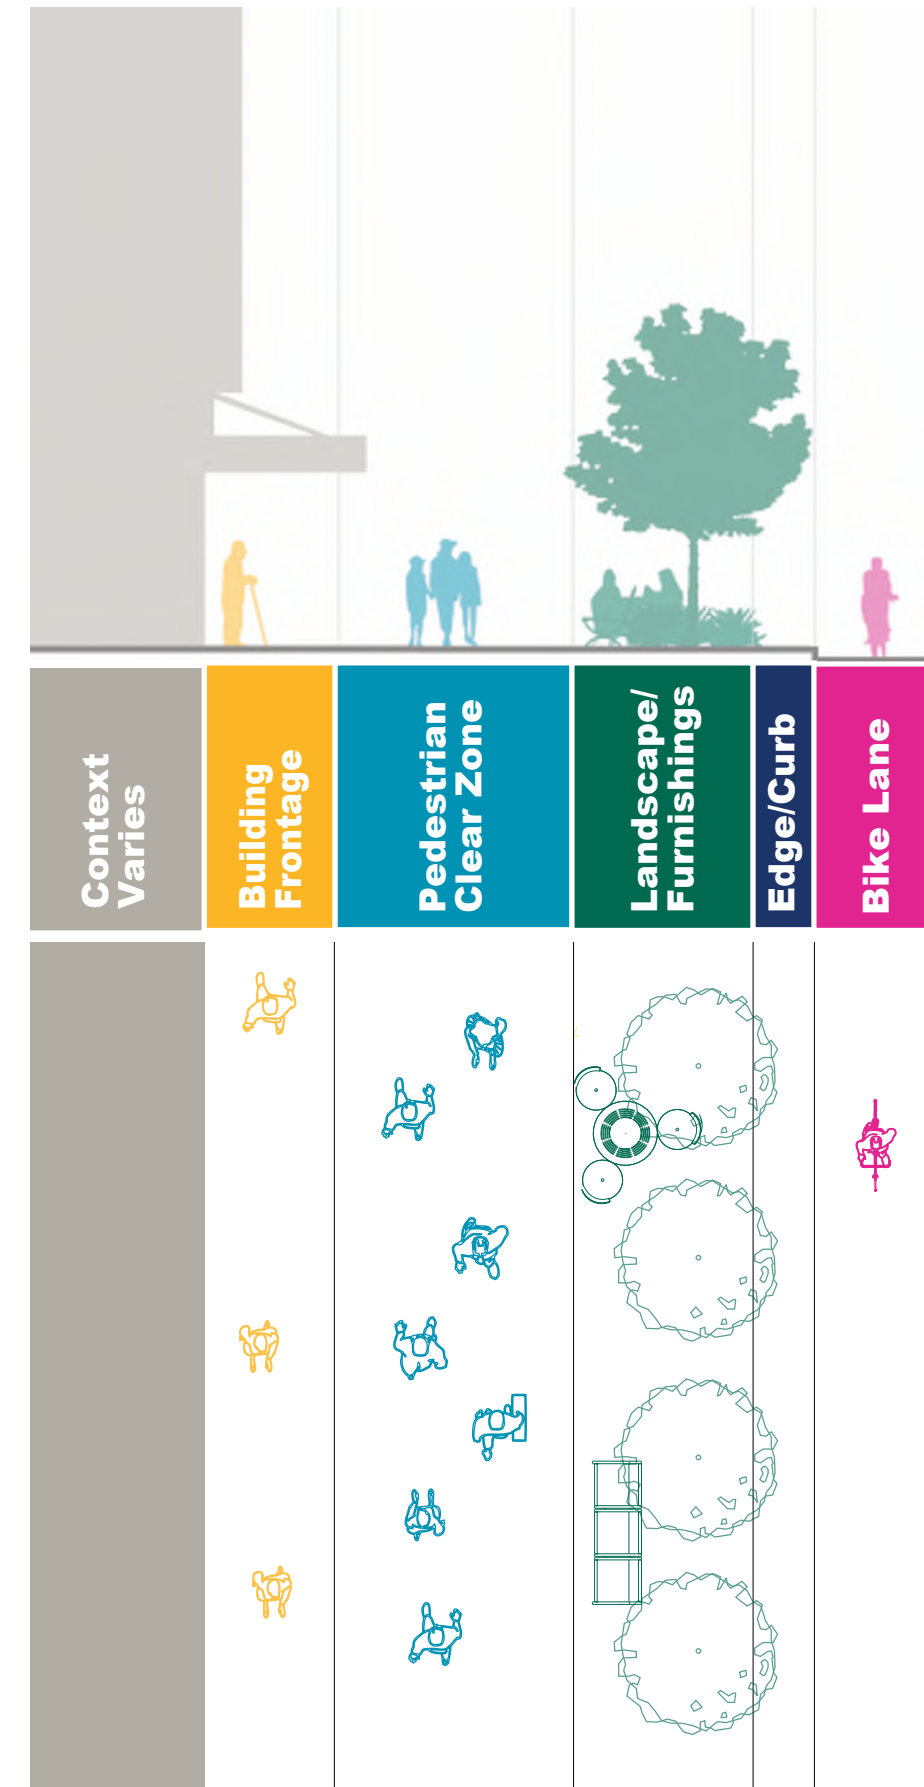 Context
Varies
Building
Frontage
Pedestrian
Clear Zone
Landscape/
Furnishings
Edge/Curb
Bike Lane